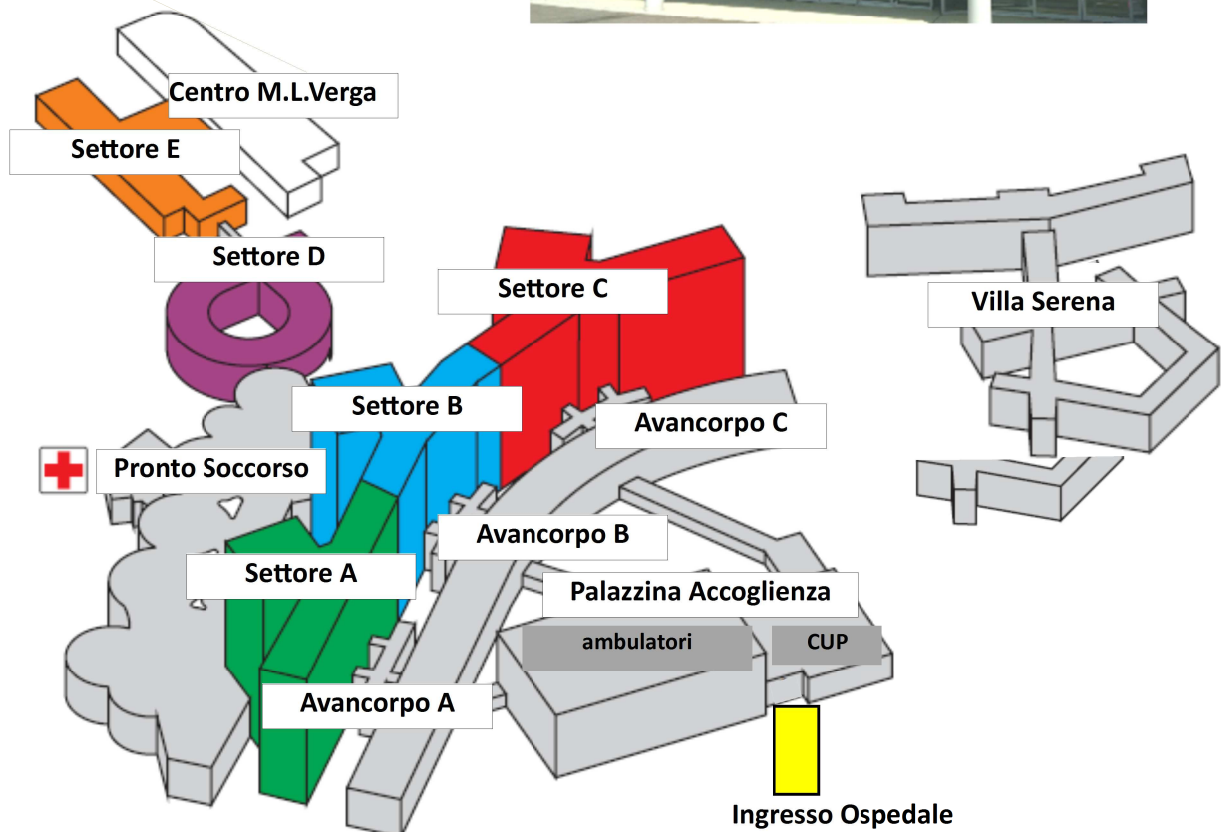 Centro M.L.Verga
Settore E
Settore D
Settore C
Villa Serena
Settore B
Avancorpo C
Pronto Soccorso
Avancorpo B
Settore A
Palazzina Accoglienza
ambulatori
CUP
Avancorpo A
Ingresso Ospedale